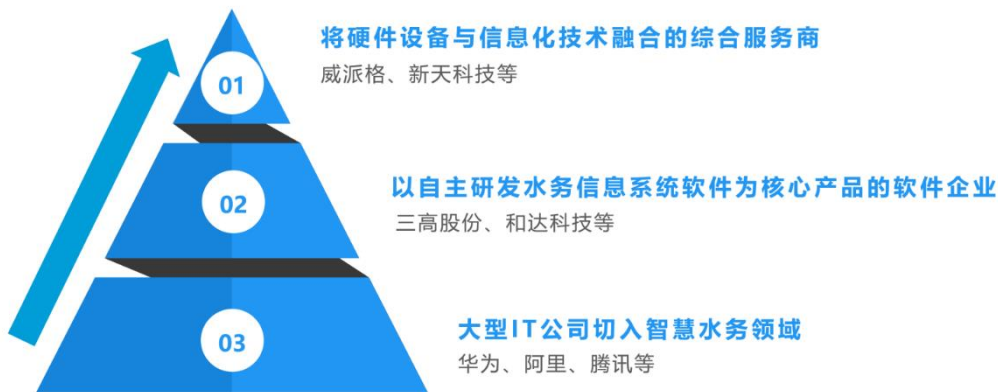 01
将硬件设备与信息化技术融合的综合服务商
威派格、新天科技等
02
以自主研发水务信息系统软件为核心产品的软件企业
三高股份、和达科技等
03
大型IT公司切入智慧水务领域
华为、阿里、腾讯等